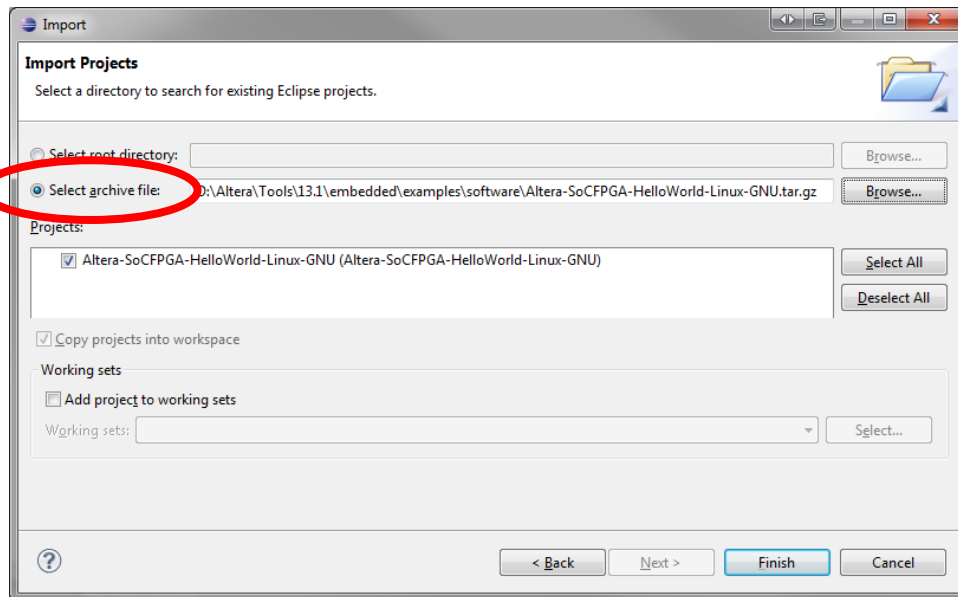 Import
Import Projects
Select a directory to search for existing Eclipse projects.
Select root directory: Browse...
Select archive file: D:\Altera\Tools\13.1\embedded\examples\software\Altera-SoCFPGA-HelloWorld-Linux-GNU.tar.gz Browse...
Projects:
Altera-SoCFPGA-HelloWorld-Linux-GNU (Altera-SoCFPGA-HelloWorld-Linux-GNU)
Select All
Deselect All
Copy projects into workspace
Working sets
Add project to working sets
Working sets: Select...
? < Back Next > Finish Cancel